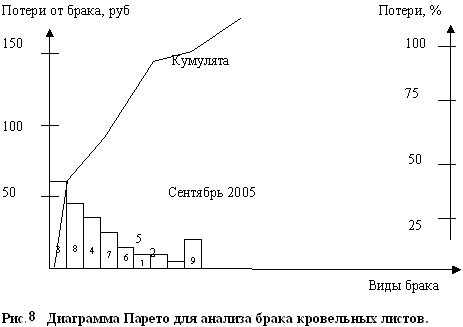 Потери от брака, руб
Потери, %
150
100
Кумулята
75
100
50
50
Сентябрь 2005
25
3
8
4
7
6
5
1
2
9
Виды брака
Рис.8 Диаграмма Парето для анализа брака кровельных листов.